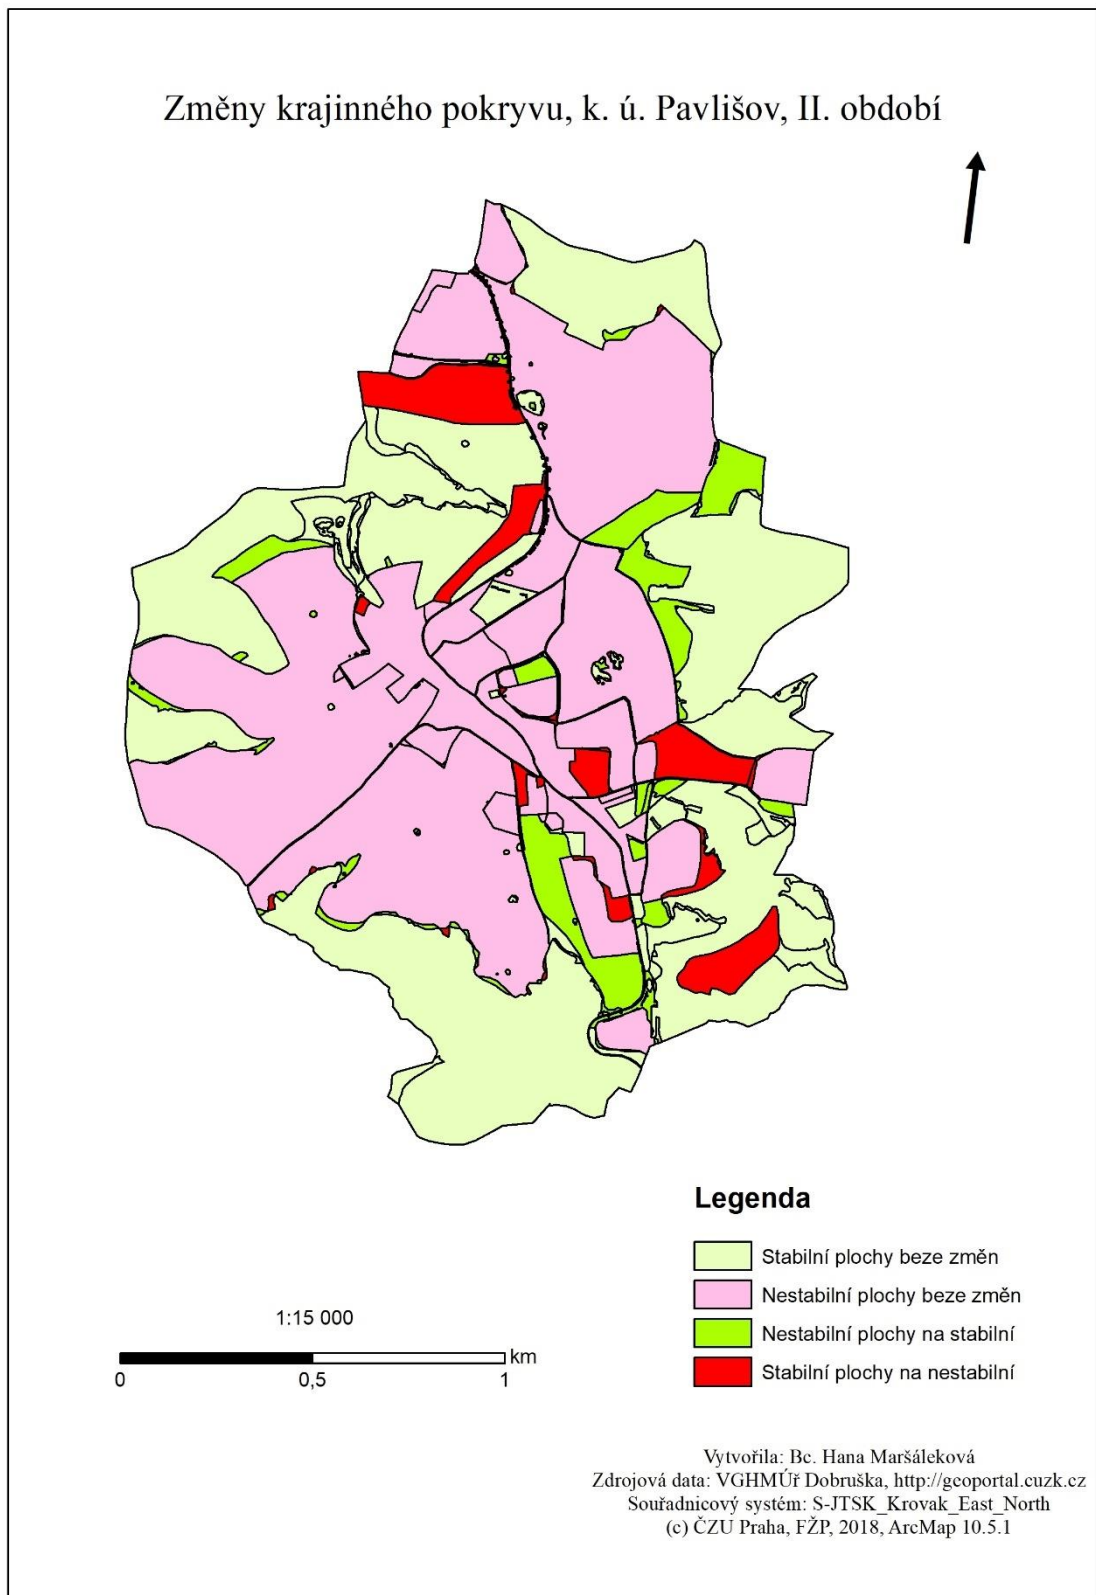 Změny krajinného pokryvu, k. ú. Pavlišov, II. období
Legenda
Stabilní plochy beze změn
Nestabilní plochy beze změn
Nestabilní plochy na stabilní
Stabilní plochy na nestabilní
1:15 000
km
0 0,5 1
Vytvořila: Bc. Hana Maršáleková
Zdrojová data: VGHMÚř Dobruška, http://geoportal.cuzk.cz
Souřadnicový systém: S-JTSK_Krovak_East_North
(c) ČZU Praha, FŽP, 2018, ArcMap 10.5.1